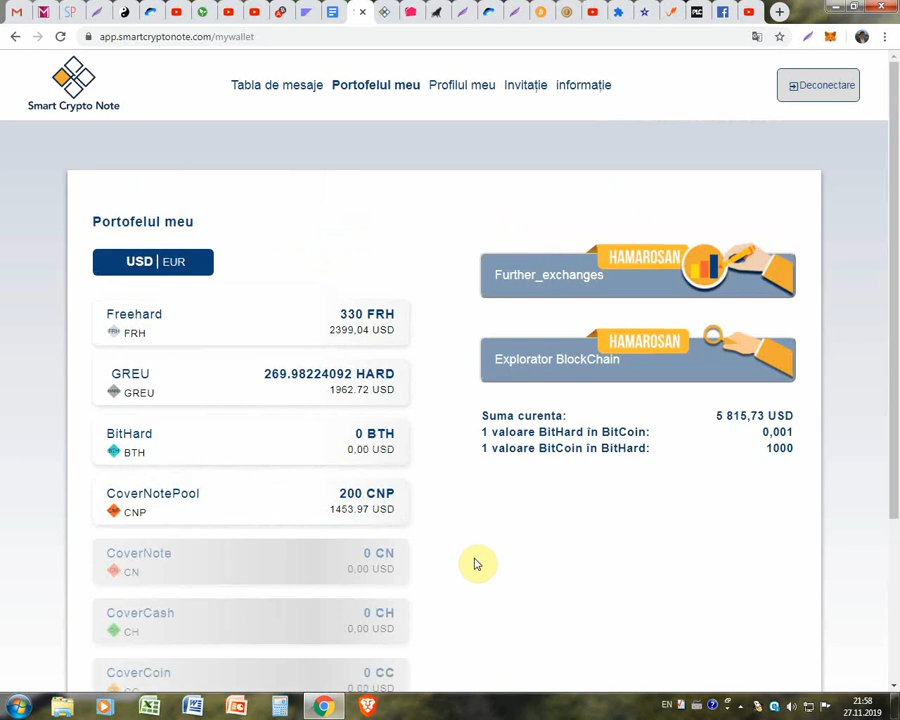 app.smartcryptonote.com/mywallet
Smart Crypto Note
Tabla de mesaje Portofelul meu Profilul meu Invitație informație
Deconectare
Portofelul meu
USD | EUR
Freehard 330 FRH
FRH 2399,04 USD
GREU 269.98224092 HARD
GREU 1962.72 USD
BitHard 0 BTH
BTH 0,00 USD
CoverNotePool 200 CNP
CNP 1453.97 USD
CoverNote 0 CN
CN 0,00 USD
CoverCash 0 CH
CH 0,00 USD
CoverCoin 0 CC
0,00 USD
HAMAROSAN
Further_exchanges
HAMAROSAN
Explorator BlockChain
Suma curenta: 5 815,73 USD
1 valoare BitHard în BitCoin: 0,001
1 valoare BitCoin în BitHard: 1000
EN
21:58
27.11.2019